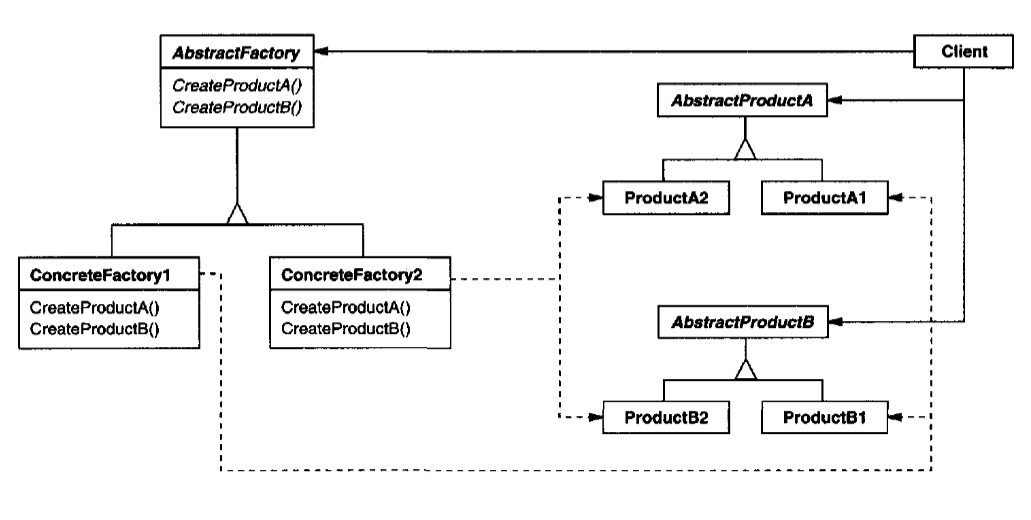 AbstractFactory
CreateProductA()
CreateProductB()
Client
AbstractProductA
ProductA2
ProductA1
ConcreteFactory1
CreateProductA()
CreateProductB()
ConcreteFactory2
CreateProductA()
CreateProductB()
AbstractProductB
ProductB2
ProductB1